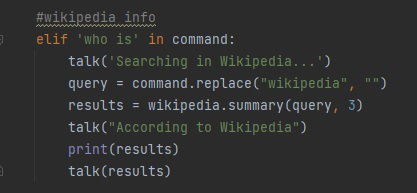 #wikipedia info
elif 'who is' in command:
talk('Searching in Wikipedia...')
query = command.replace("wikipedia", "")
results = wikipedia.summary(query, 3)
talk("According to Wikipedia")
print(results)
talk(results)